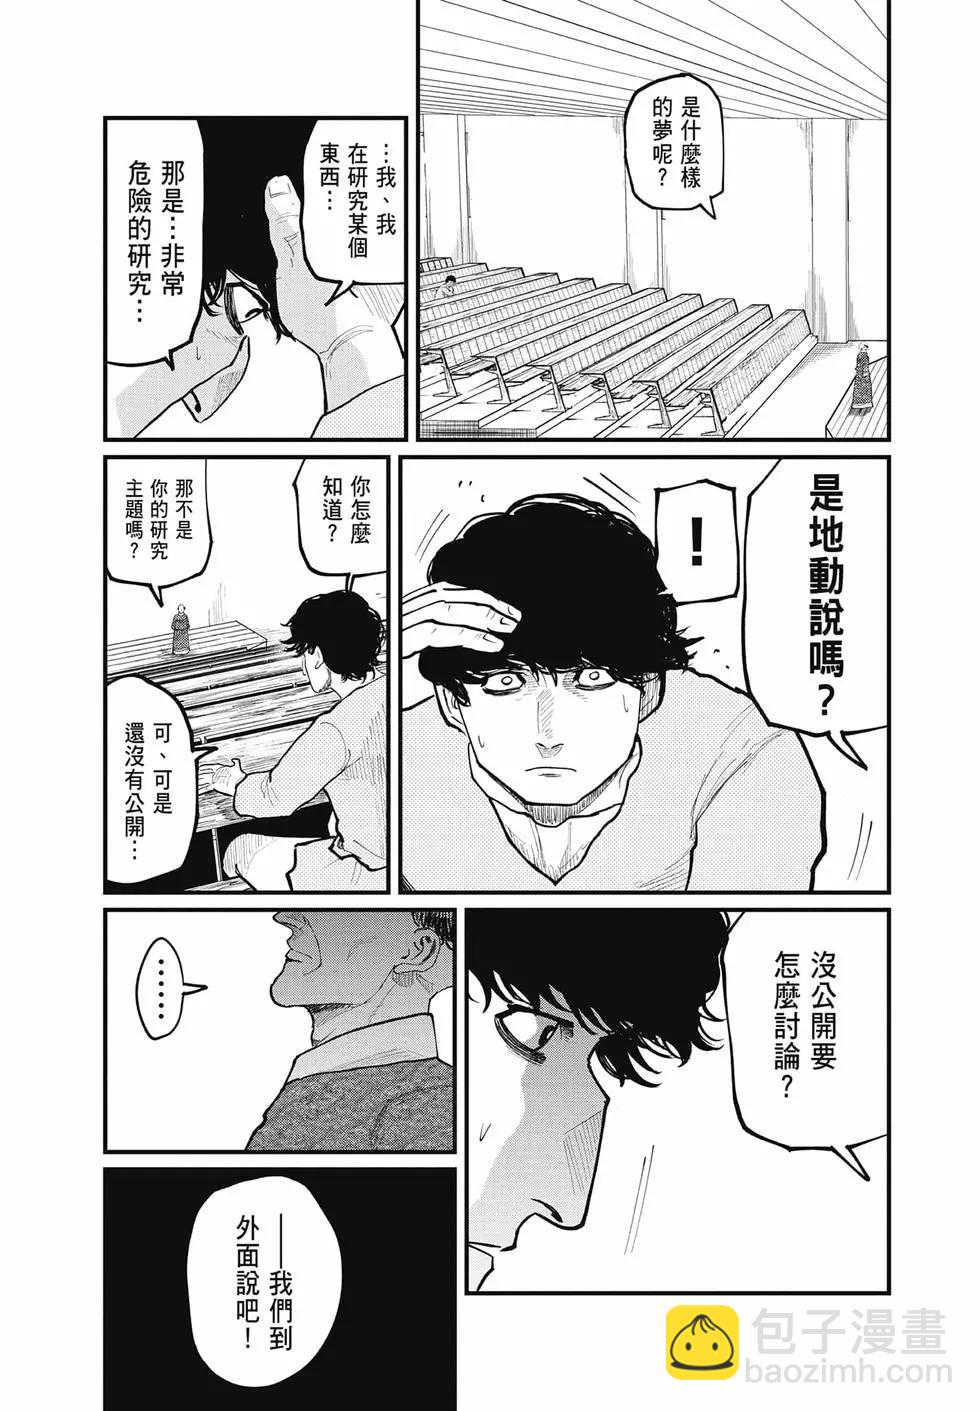 是什麼樣
的夢呢？
…我、我
在研究某個
東西…
那是…非常
危險的研究…
是地動說嗎？
！
你怎麼
知道？
那不是
你的研究
主題嗎？
可、可是
還沒有公開…
沒公開要
怎麼討論？
……
——我們到
外面說吧！
包子漫畫
baozimh.com